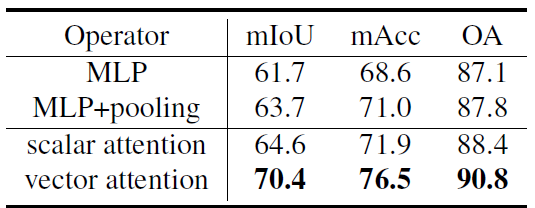 Operator mIoU mAcc OA
MLP 61.7 68.6 87.1
MLP+pooling 63.7 71.0 87.8
scalar attention 64.6 71.9 88.4
vector attention 70.4 76.5 90.8